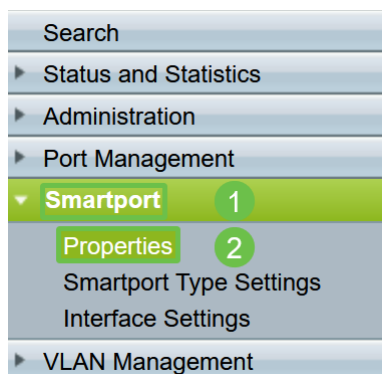 Search
Status and Statistics
Administration
Port Management
Smartport 1
Properties 2
Smartport Type Settings
Interface Settings
VLAN Management